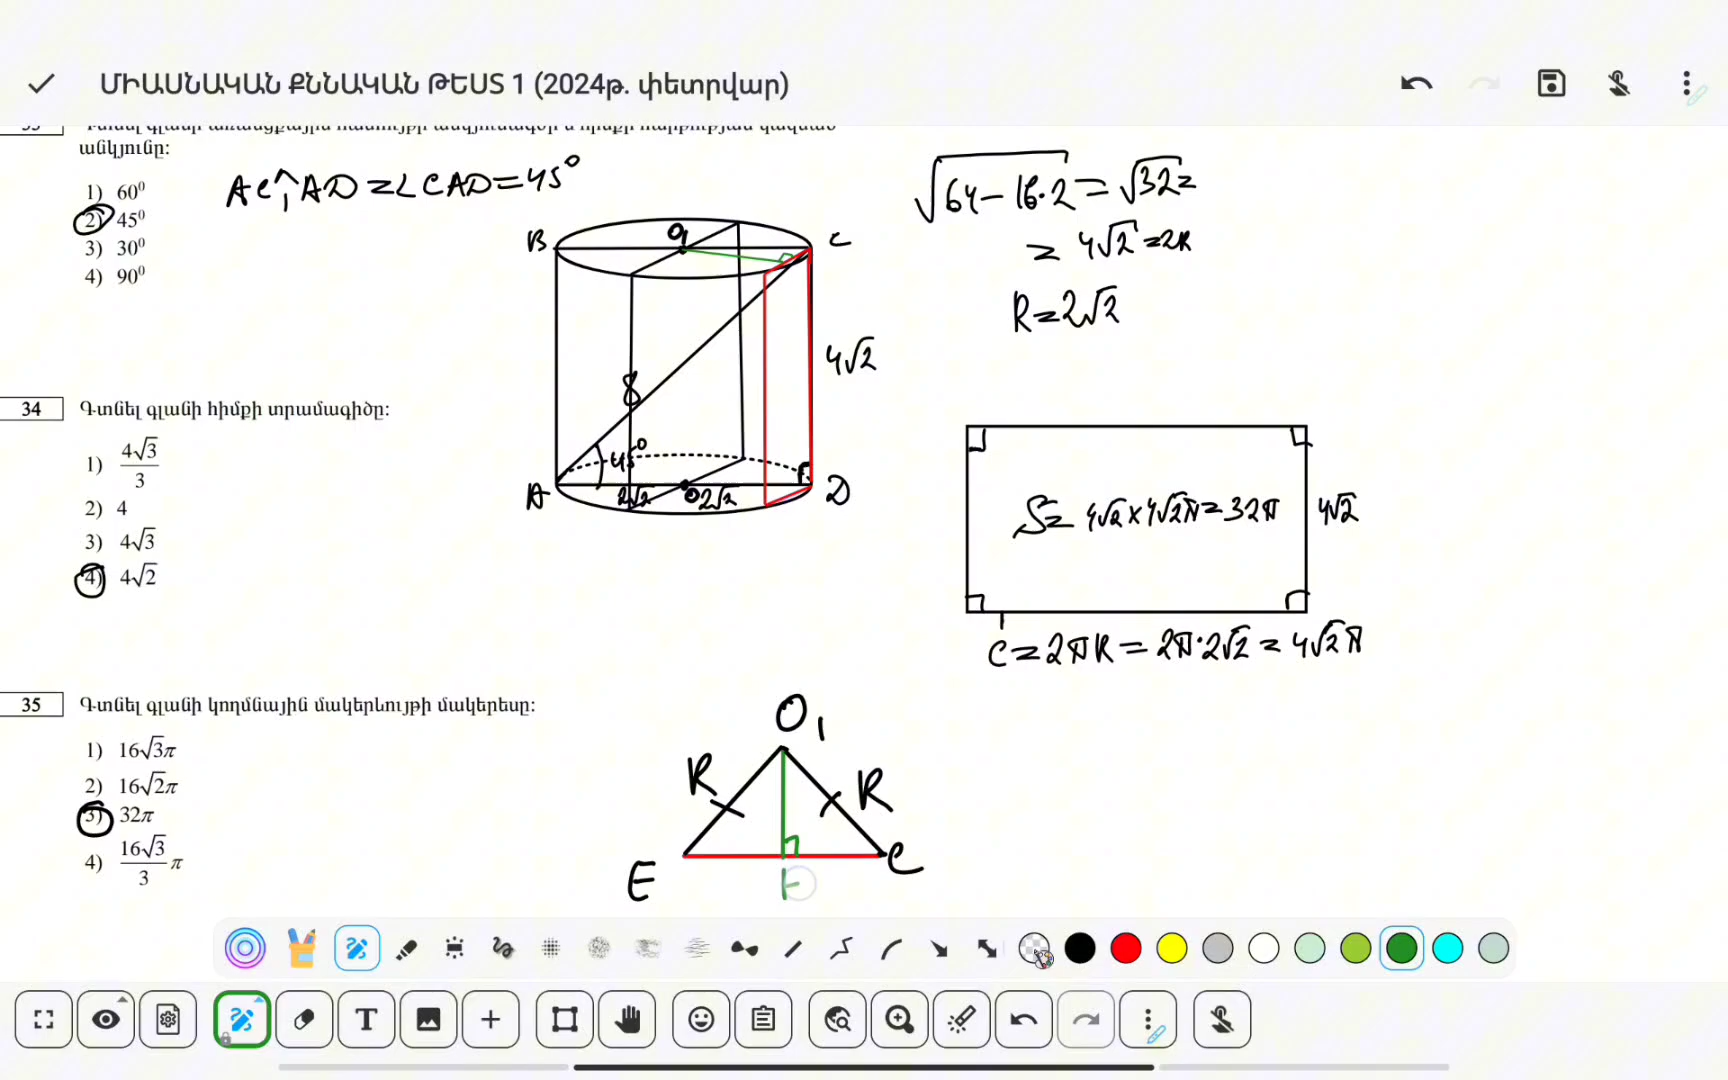 ՄԻԱՍՆԱԿԱՆ ՔՆՆԱԿԱՆ ԹԵՍՏ 1 (2024թ. փետրվար)
անկյունը:
1) 60⁰
2) 45⁰
3) 30⁰
4) 90⁰
AC^AD=∠CAD=45°
B O₁ C
8
4√2
45°
A 2√2 O 2√2 D
√64-16·2=√32=
=4√2=2R
R=2√2
34 Գտնել գլանի հիմքի տրամագիծը:
1) 4√3/3
2) 4
3) 4√3
4) 4√2
S=4√2×4√2π=32π
4√2
C=2πR=2π·2√2=4√2π
35 Գտնել գլանի կողմնային մակերևույթի մակերեսը:
1) 16√3π
2) 16√2π
3) 32π
4) 16√3/3 π
O₁
R R
E C
T